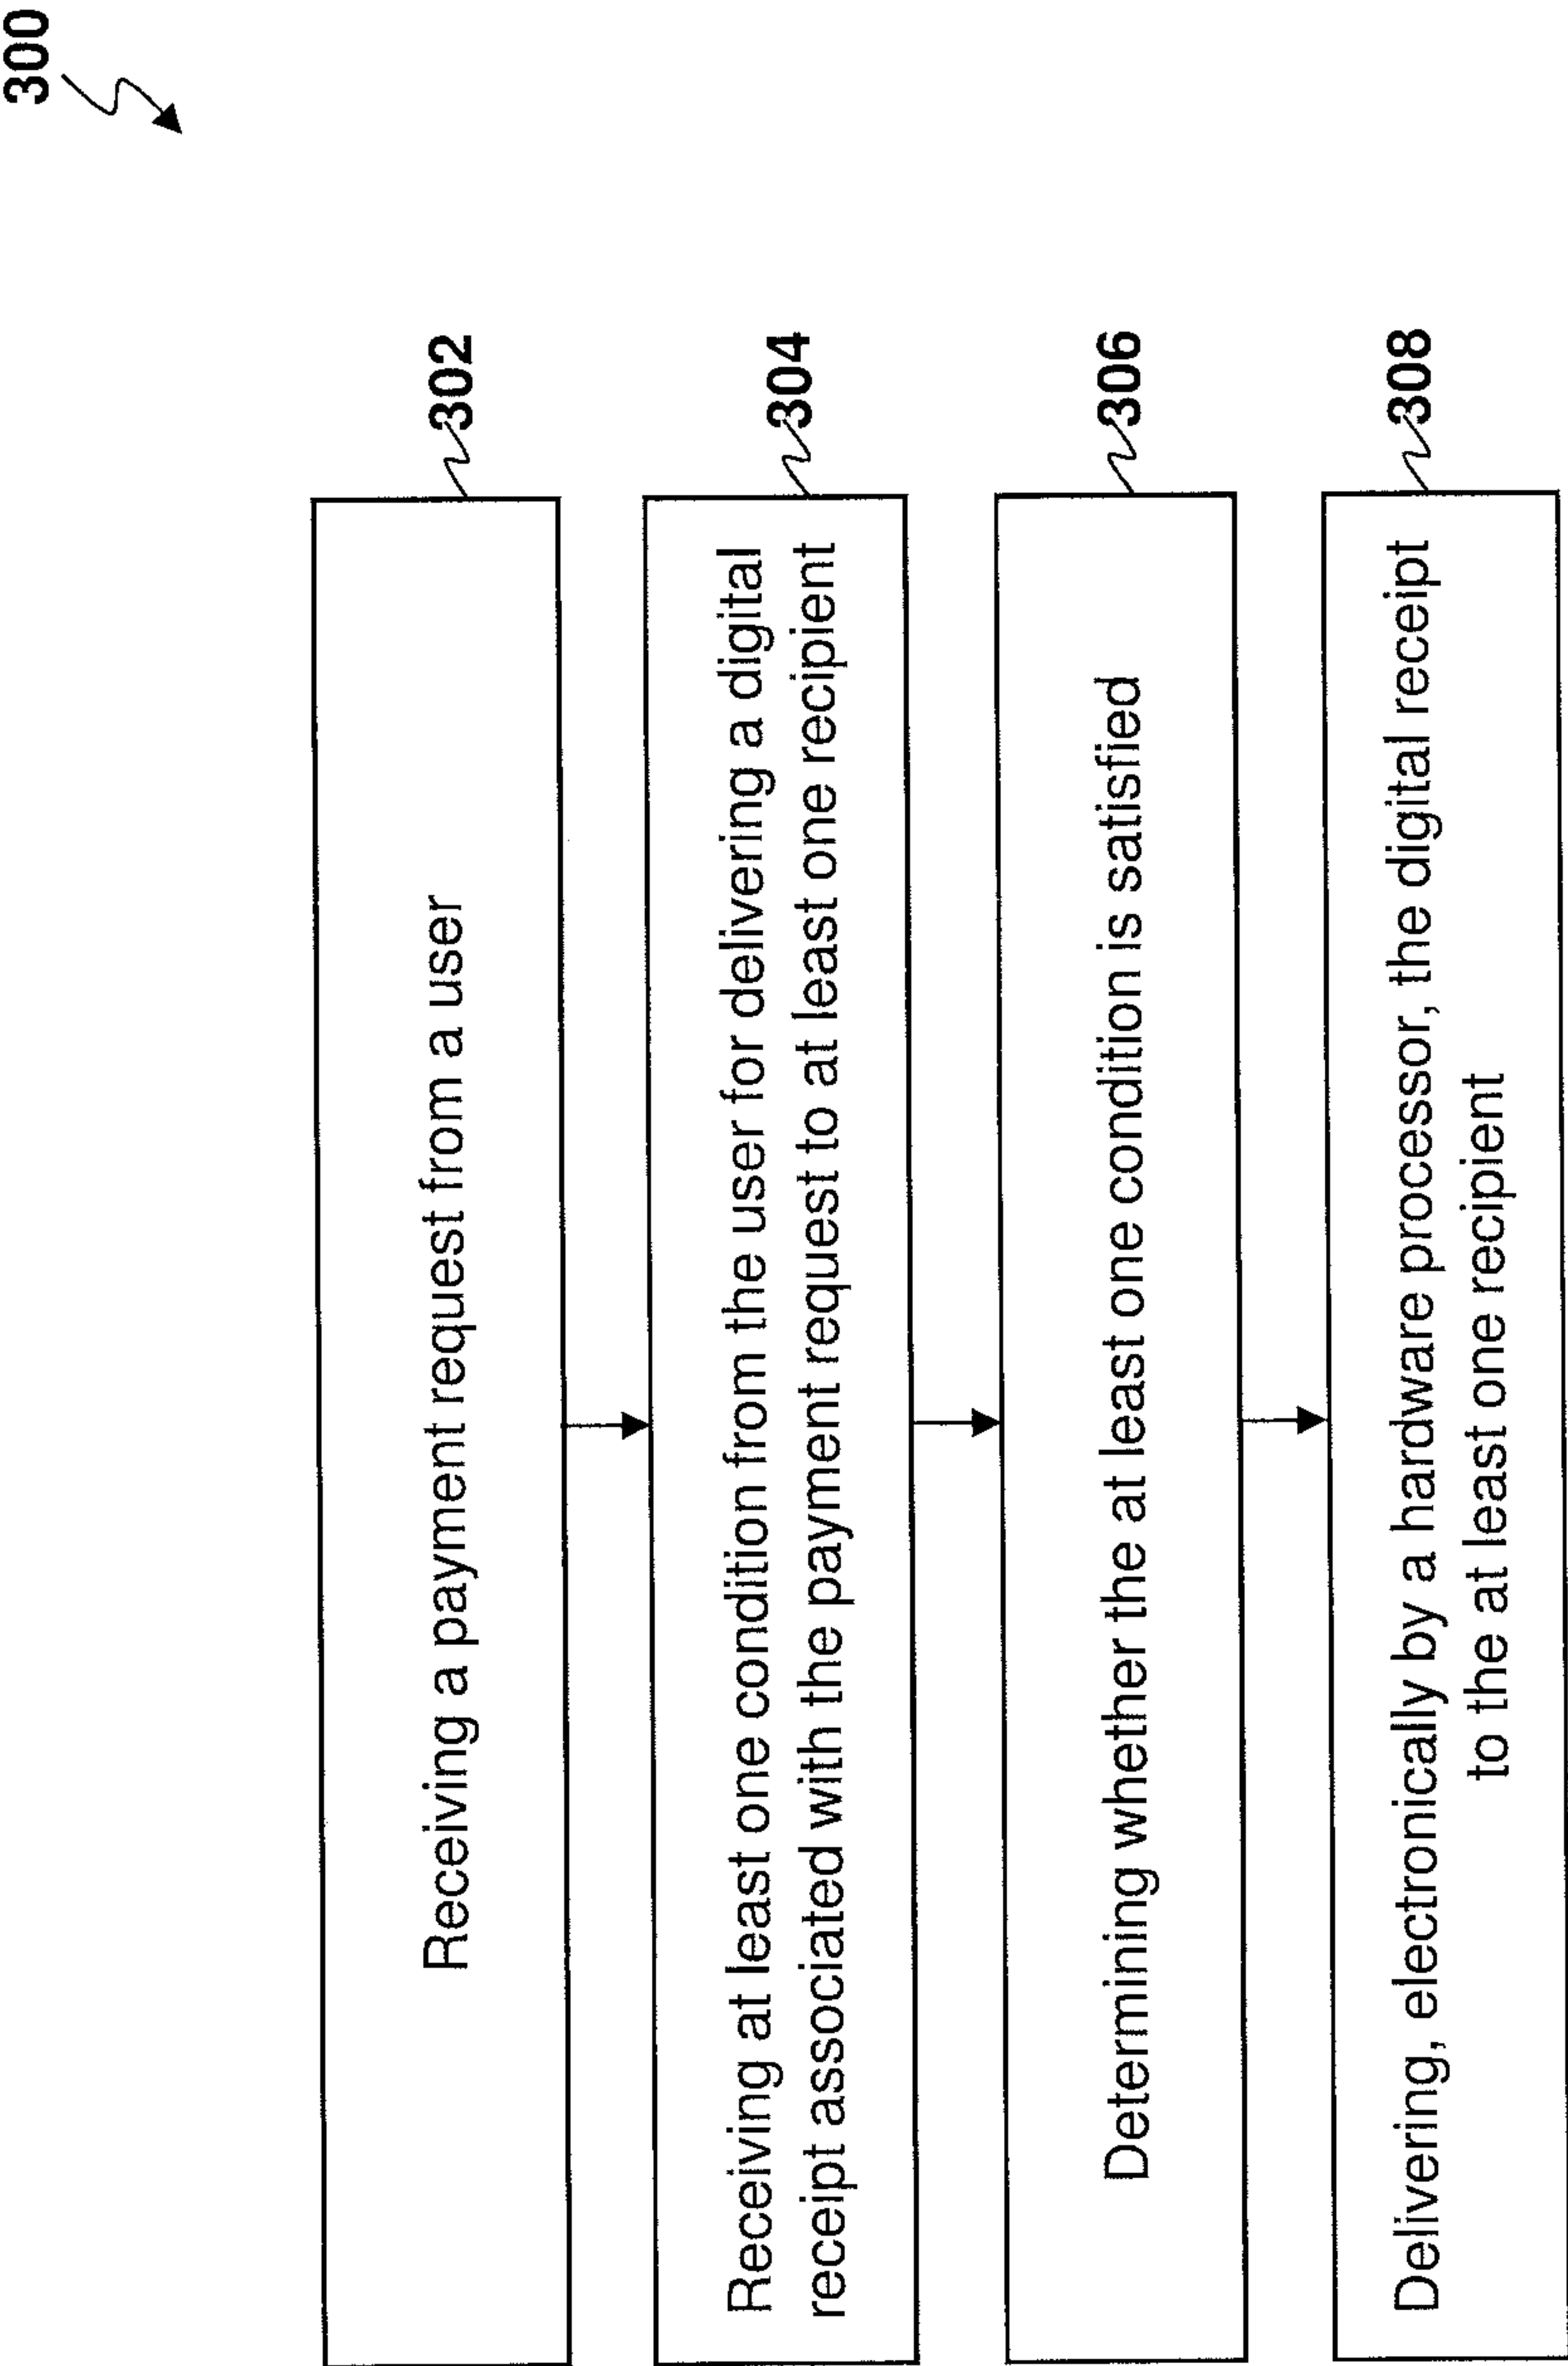 300
Receiving a payment request from a user
302
Receiving at least one condition from the user for delivering a digital
receipt associated with the payment request to at least one recipient
304
Determining whether the at least one condition is satisfied
306
Delivering, electronically by a hardware processor, the digital receipt
to the at least one recipient
308